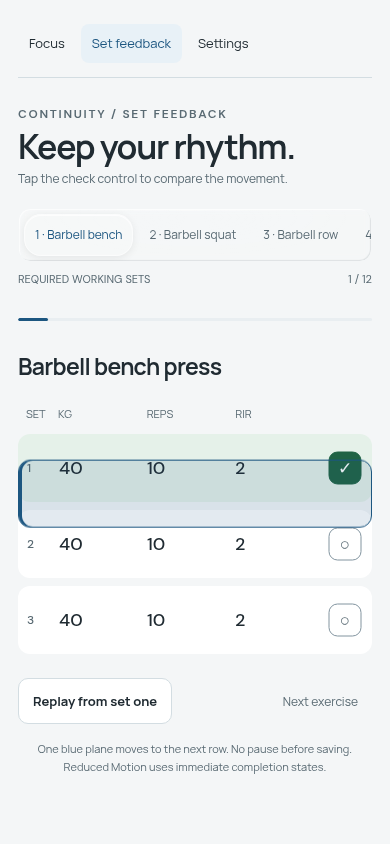 Focus Set feedback Settings
CONTINUITY / SET FEEDBACK
Keep your rhythm.
Tap the check control to compare the movement.
1 · Barbell bench 2 · Barbell squat 3 · Barbell row 4
REQUIRED WORKING SETS 1 / 12
Barbell bench press
SET KG REPS RIR
1 40 10 2 ✓
2 40 10 2 ○
3 40 10 2 ○
Replay from set one Next exercise
One blue plane moves to the next row. No pause before saving.
Reduced Motion uses immediate completion states.